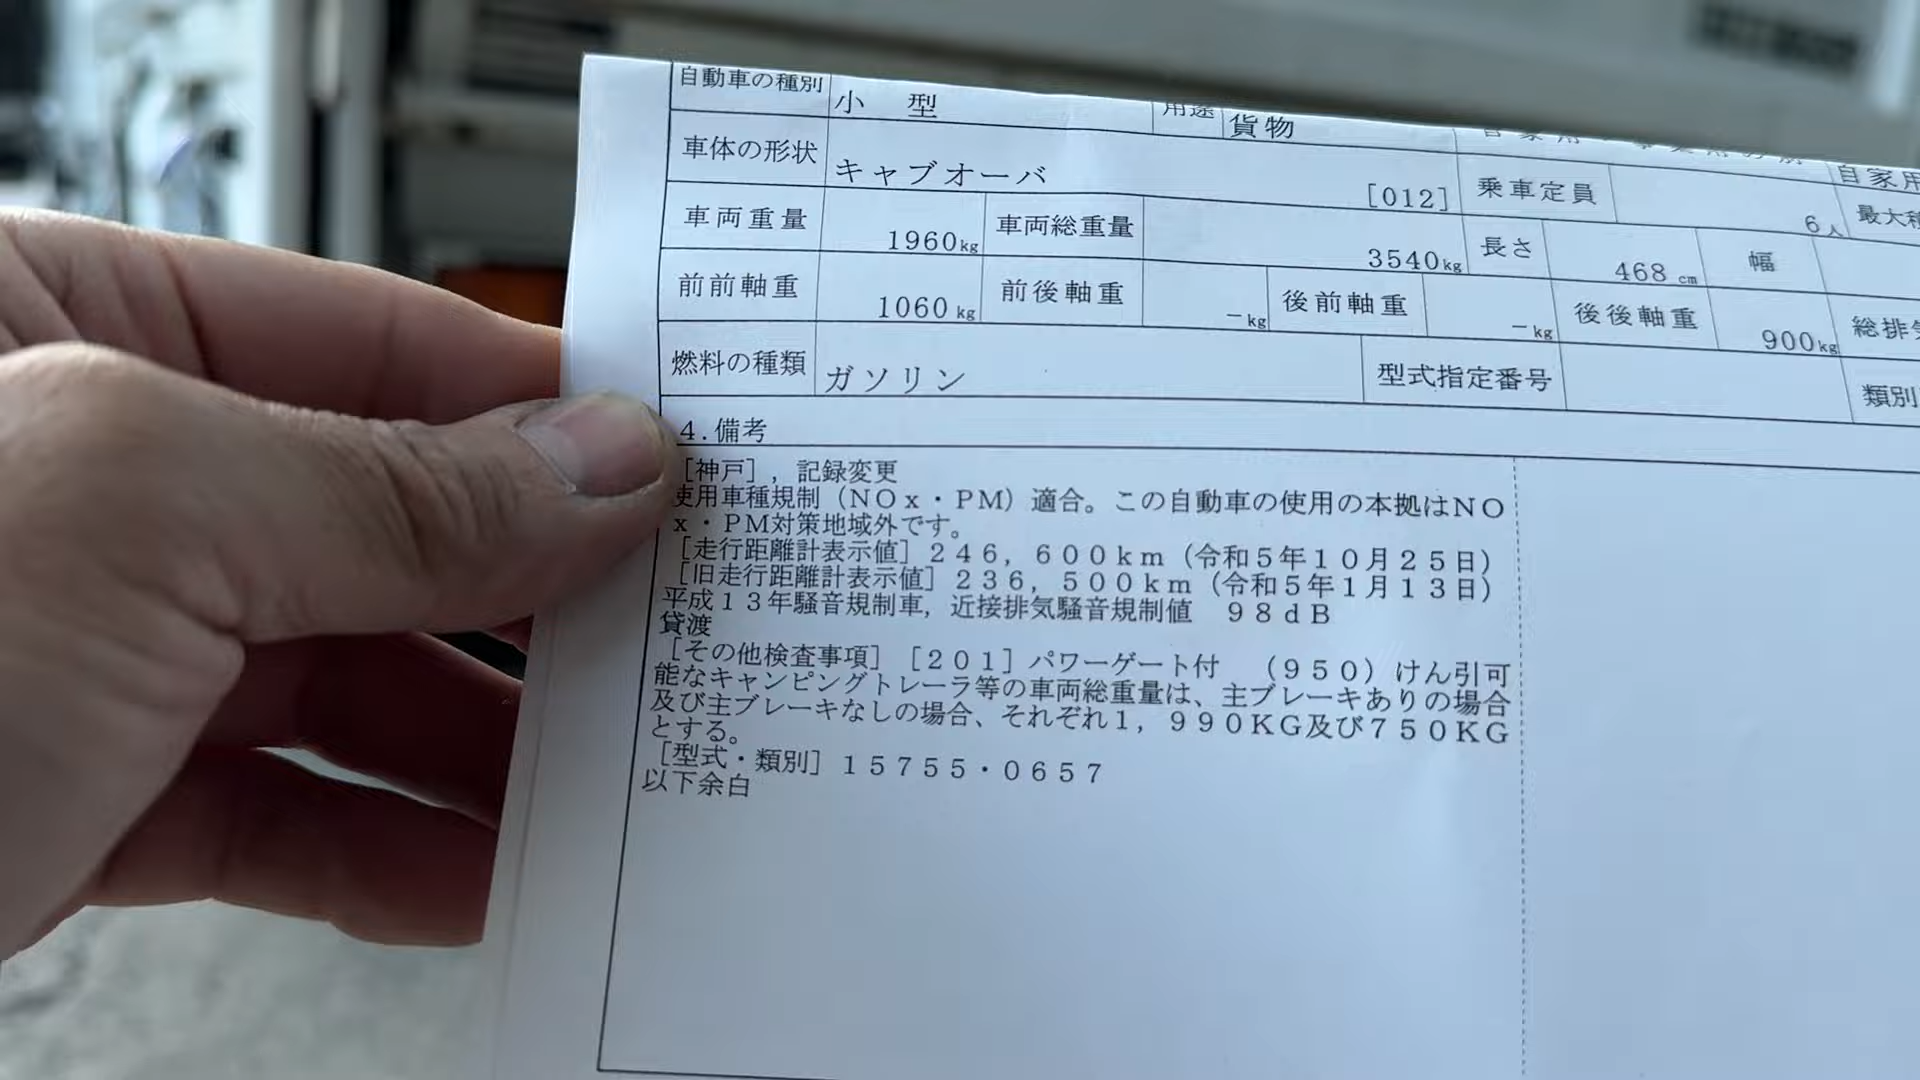 自動車の種別 小 型 用途 貨物
車体の形状 キャブオーバ [012] 乗車定員 6人
車両重量 1960kg 車両総重量 3540kg 長さ 468cm 幅
前前軸重 1060kg 前後軸重 -kg 後前軸重 -kg 後後軸重 900kg
燃料の種類 ガソリン 型式指定番号 類別
4.備考
[神戸],記録変更
使用車種規制(NOx・PM)適合。この自動車の使用の本拠はNO
x・PM対策地域外です。
[走行距離計表示値]246,600km(令和5年10月25日)
[旧走行距離計表示値]236,500km(令和5年1月13日)
平成13年騒音規制車,近接排気騒音規制値 98dB
貸渡
[その他検査事項][201]パワーゲート付 (950)けん引可
能なキャンピングトレーラ等の車両総重量は、主ブレーキありの場合
及び主ブレーキなしの場合、それぞれ1,990KG及び750KG
とする。
[型式・類別]15755・0657
以下余白